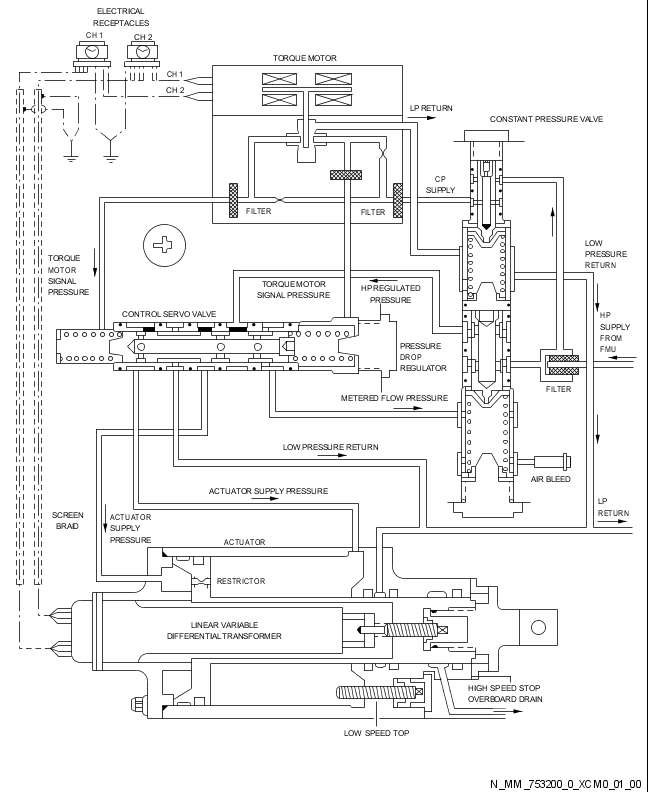 ELECTRICAL
RECEPTACLES
CH 1
CH 2
TORQUE MOTOR
CH 1
CH 2
LP RETURN
CONSTANT PRESSURE VALVE
CP
SUPPLY
FILTER
FILTER
TORQUE
MOTOR
SIGNAL
PRESSURE
LOW
PRESSURE
RETURN
TORQUE MOTOR
SIGNAL PRESSURE
HP REGULATED
PRESSURE
CONTROL SERVO VALVE
HP
SUPPLY
FROM
FMU
PRESSURE
DROP
REGULATOR
FILTER
METERED FLOW PRESSURE
LOW PRESSURE RETURN
AIR BLEED
ACTUATOR SUPPLY PRESSURE
LP
RETURN
SCREEN
BRAID
ACTUATOR
SUPPLY
PRESSURE
ACTUATOR
RESTRICTOR
LINEAR VARIABLE
DIFFERENTIAL TRANSFORMER
HIGH SPEED STOP
OVERBOARD DRAIN
LOW SPEED TOP
N_MM_753200_0_XCM0_01_00